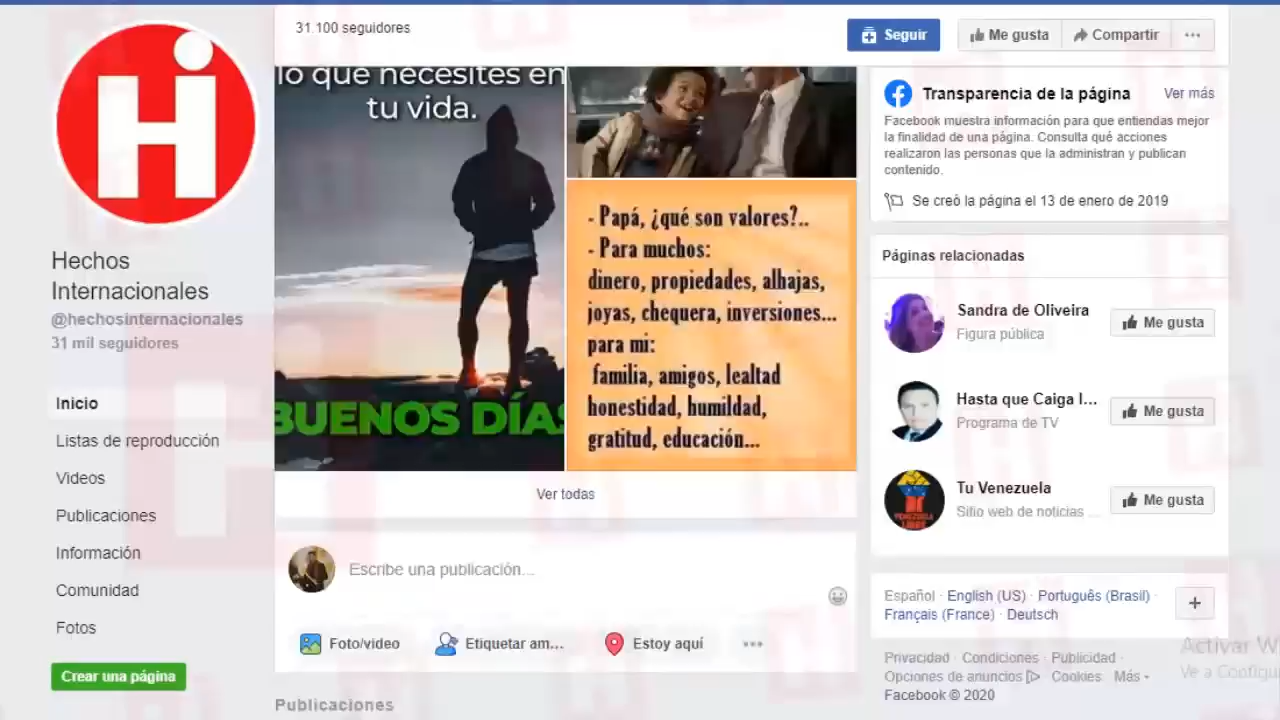 31.100 seguidores
Seguir
Me gusta
Compartir
Hi
Hechos
Internacionales
@hechosinternacionales
31 mil seguidores
Inicio
Listas de reproducción
Videos
Publicaciones
Información
Comunidad
Fotos
Crear una página
lo que necesites en
tu vida.
BUENOS DÍAS
- Papá, ¿qué son valores?..
- Para muchos:
dinero, propiedades, alhajas,
joyas, chequera, inversiones...
para mi:
familia, amigos, lealtad
honestidad, humildad,
gratitud, educación...
Ver todas
Escribe una publicación...
Foto/video
Etiquetar am...
Estoy aquí
Publicaciones
Transparencia de la página
Ver más
Facebook muestra información para que entiendas mejor
la finalidad de una página. Consulta qué acciones
realizaron las personas que la administran y publican
contenido.
Se creó la página el 13 de enero de 2019
Páginas relacionadas
Sandra de Oliveira
Figura pública
Me gusta
Hasta que Caiga l...
Programa de TV
Me gusta
Tu Venezuela
Sitio web de noticias ...
Me gusta
Español · English (US) · Português (Brasil) ·
Français (France) · Deutsch
Privacidad · Condiciones · Publicidad ·
Opciones de anuncios · Cookies · Más
Facebook © 2020
Activar W
Ve a Configu